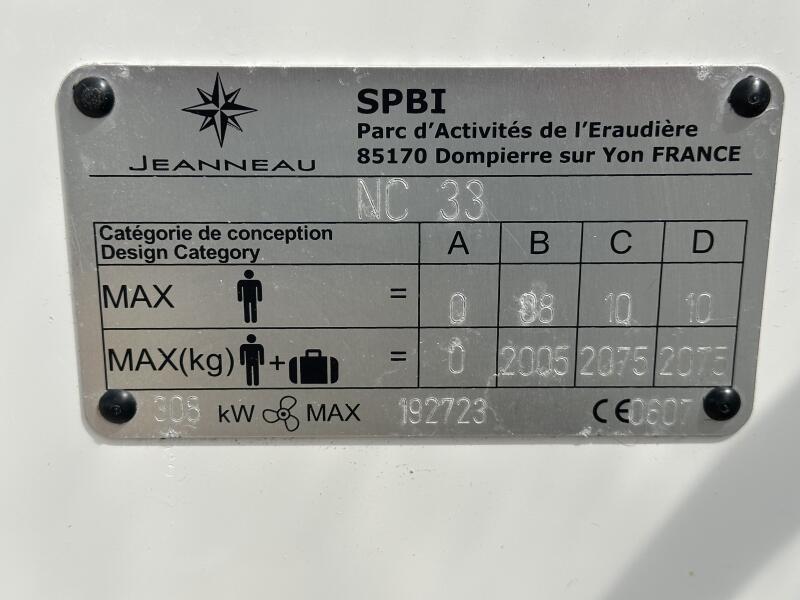 SPBI
Parc d'Activités de l'Eraudière
JEANNEAU
85170 Dompierre sur Yon FRANCE
NC 33
Catégorie de conception
Design Category
A B C D
MAX = 0 08 10 10
MAX(kg) + = 0 2005 2075 2075
305 kW MAX 192723 CE0607